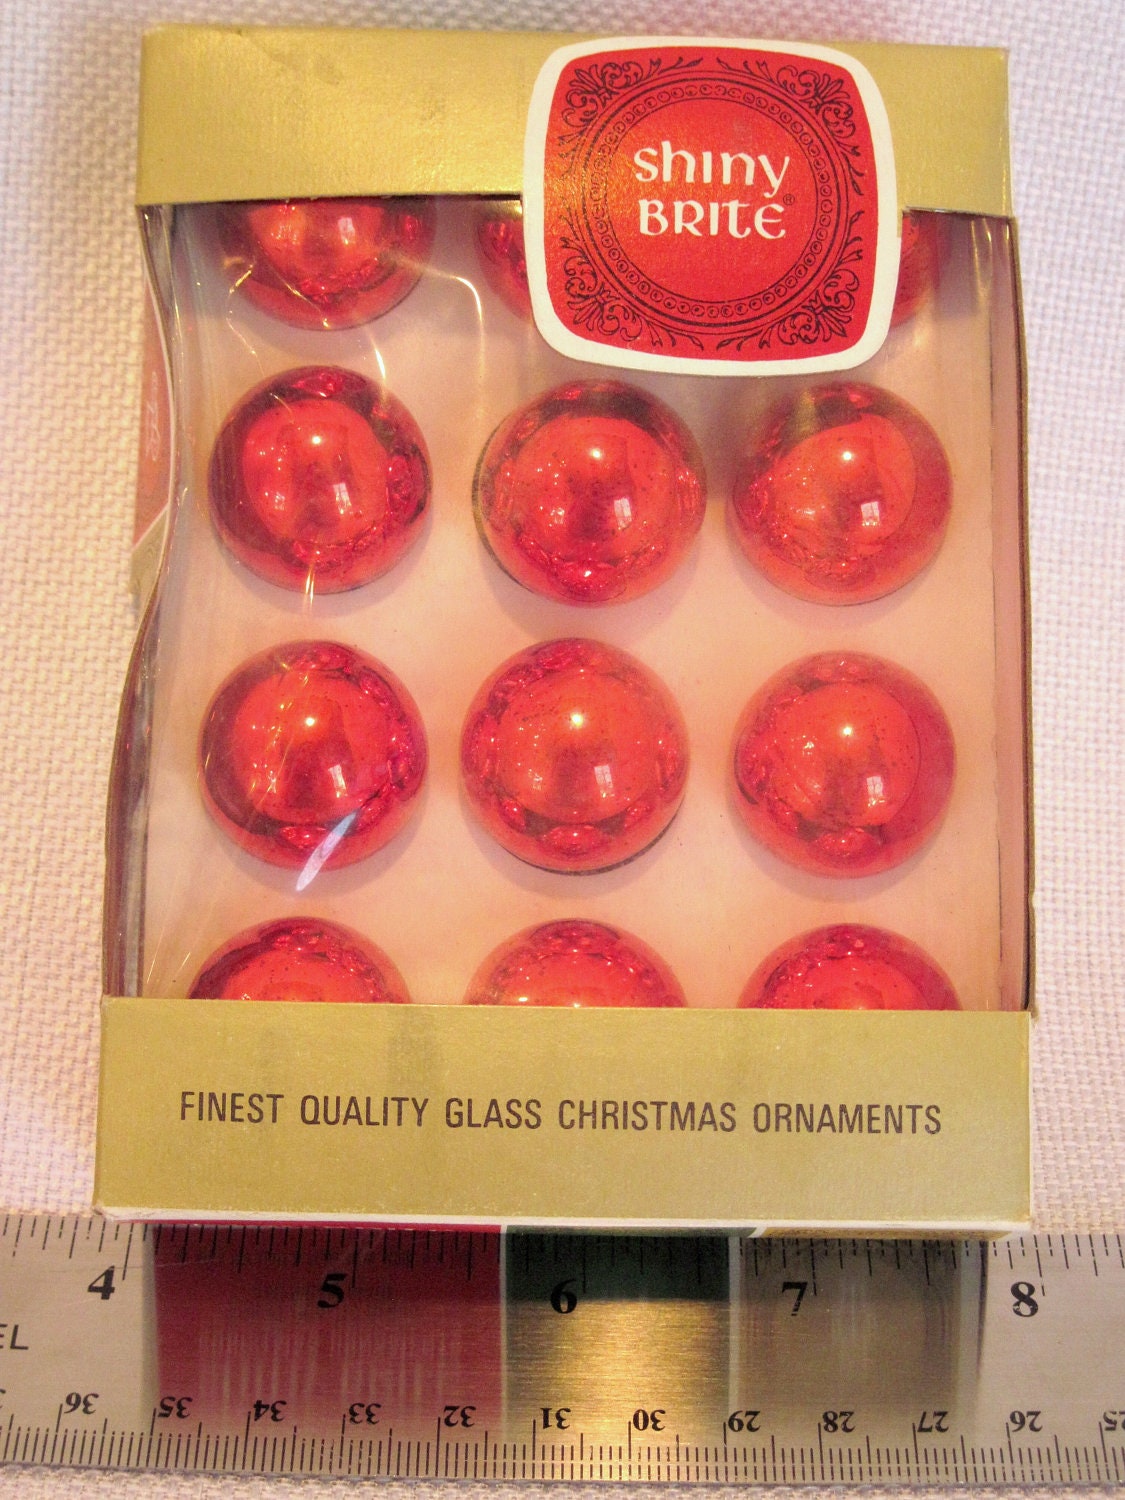 shiny
BRITE®
FINEST QUALITY GLASS CHRISTMAS ORNAMENTS
4 5 6 7 8
EL
36 35 34 33 32 31 30 29 28 27 26 25